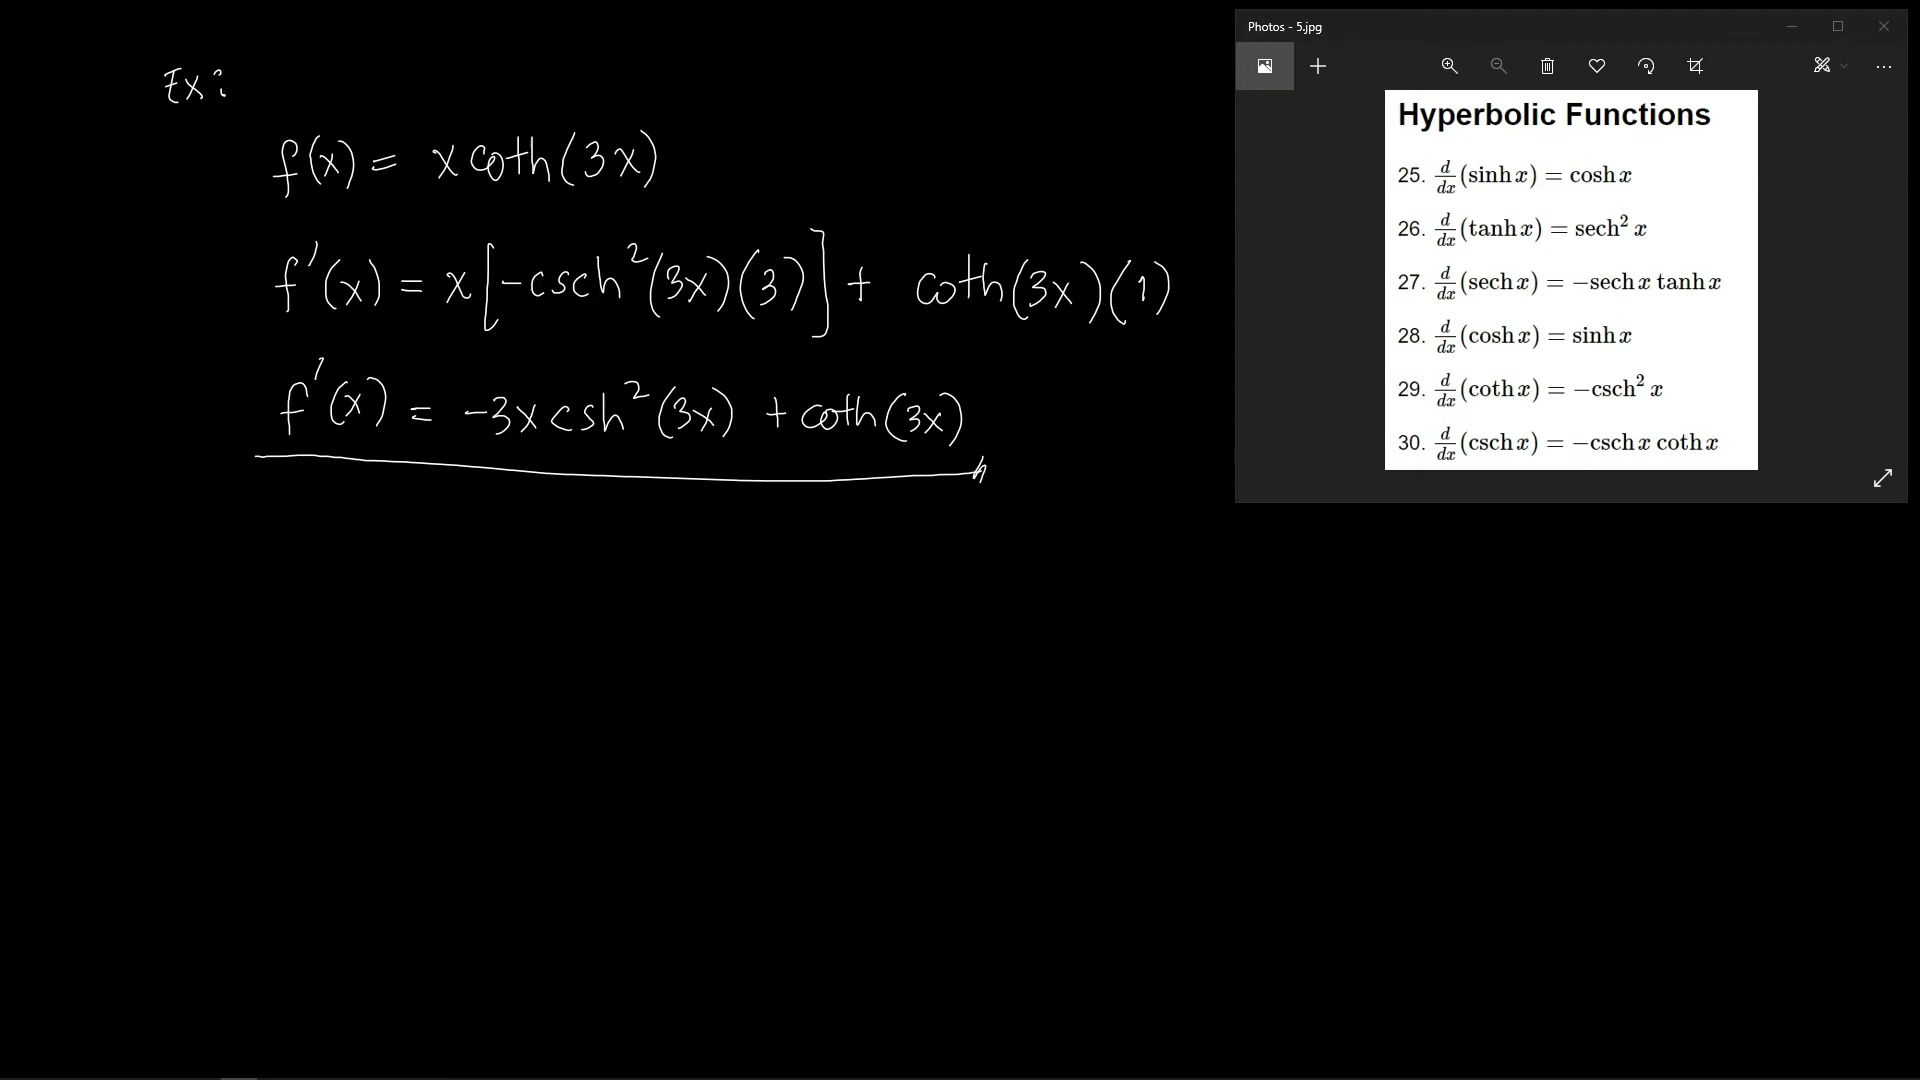 Ex:
f(x) = x coth(3x)
f'(x) = x[-csch²(3x)(3)] + coth(3x)(1)
f'(x) = -3x csh²(3x) + coth(3x)
Photos - 5.jpg
Hyperbolic Functions
25. d/dx (sinh x) = cosh x
26. d/dx (tanh x) = sech² x
27. d/dx (sech x) = −sech x tanh x
28. d/dx (cosh x) = sinh x
29. d/dx (coth x) = −csch² x
30. d/dx (csch x) = −csch x coth x